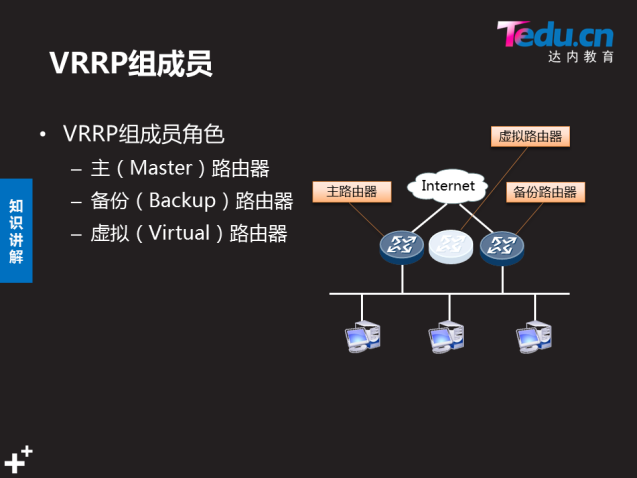 Tedu.cn
达内教育
VRRP组成员
• VRRP组成员角色
– 主（Master）路由器
– 备份（Backup）路由器
– 虚拟（Virtual）路由器
知识讲解
虚拟路由器
主路由器
Internet
备份路由器